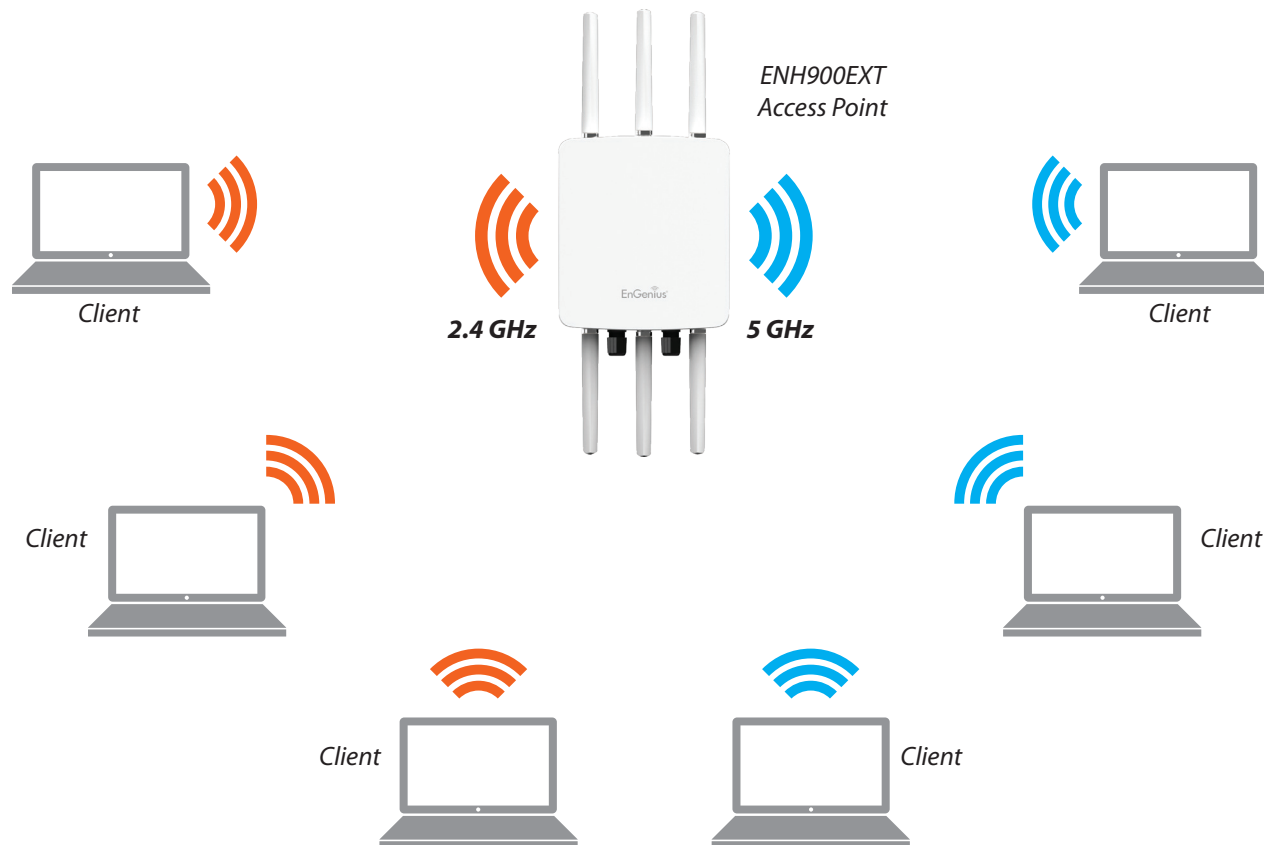 ENH900EXT
Access Point
EnGenius
2.4 GHz
5 GHz
Client
Client
Client
Client
Client
Client